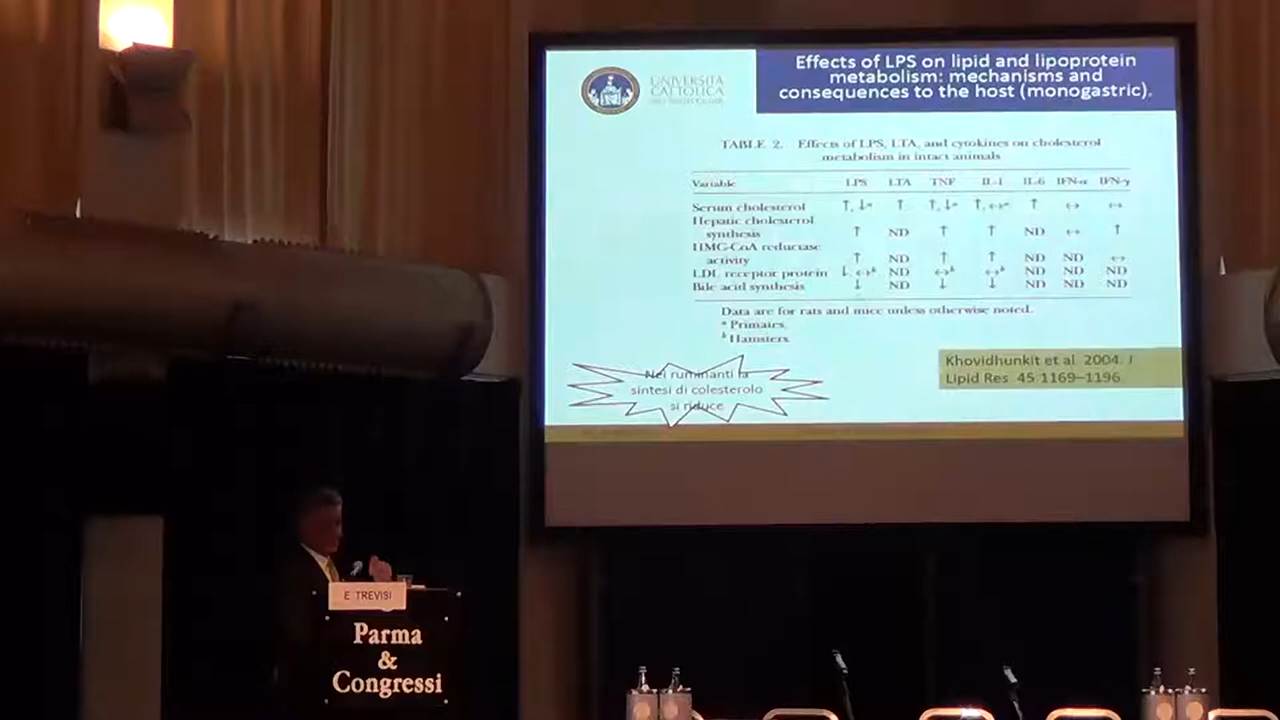 UNIVERSITÀ
CATTOLICA
Effects of LPS on lipid and lipoprotein
metabolism: mechanisms and
consequences to the host (monogastric).
TABLE 2. Effects of LPS, LTA, and cytokines on cholesterol
metabolism in intact animals
Variable LPS LTA TNF IL-1 IL-6 IFN-α IFN-γ
Serum cholesterol ↑, ↓ᵃ ↑ ↑, ↓ᵃ ↑, ↔ᵃ ↑ ↔ ↔
Hepatic cholesterol
synthesis ↑ ND ↑ ↑ ND ↔ ↑
HMG-CoA reductase
activity ↑ ND ↑ ↑ ND ND ↔
LDL receptor protein ↓, ↔ᵇ ND ↔ᵇ ↔ᵇ ND ND ND
Bile acid synthesis ↓ ND ↓ ↓ ND ND ND
Data are for rats and mice unless otherwise noted.
ᵃ Primates.
ᵇ Hamsters.
Khovidhunkit et al 2004. J
Lipid Res 45:1169–1196
Nei ruminanti la
sintesi di colesterolo
si riduce
E. TREVISI
Parma
&
Congressi